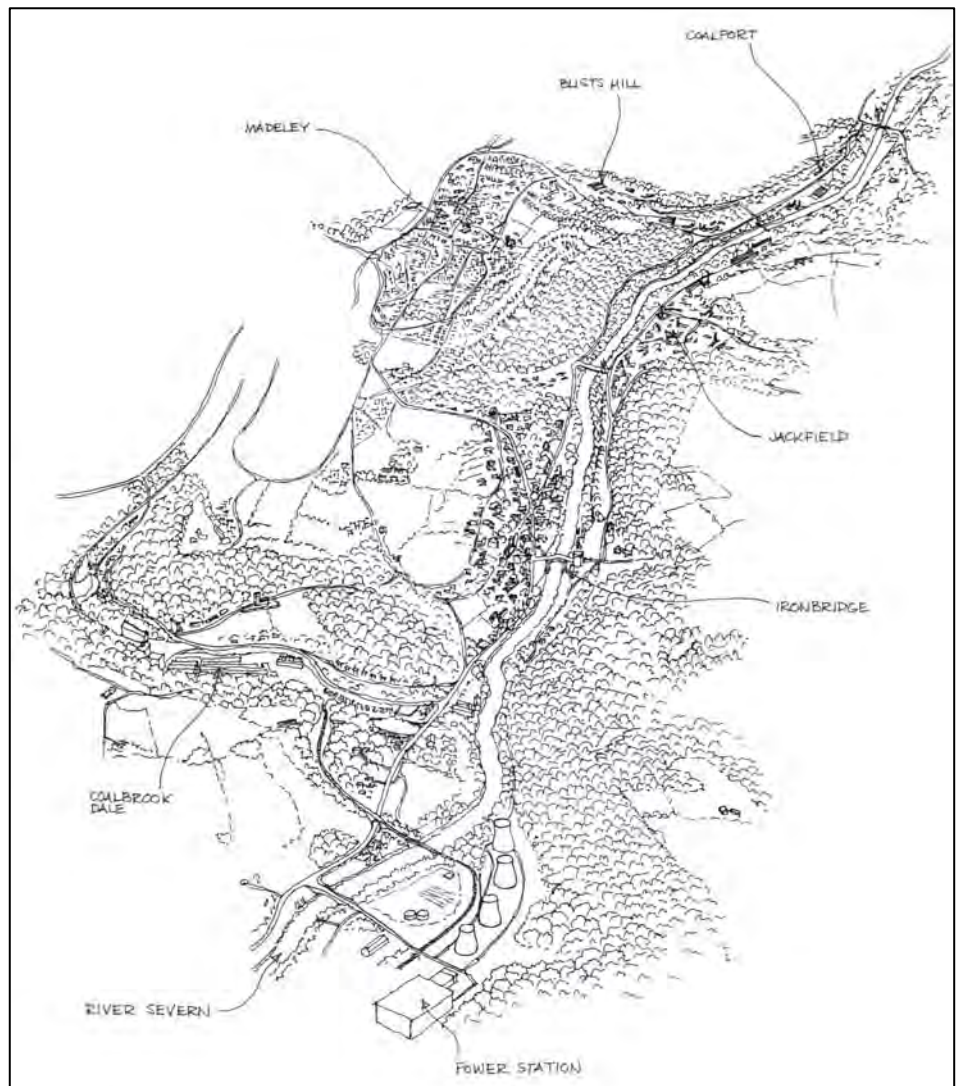 COALPORT
BLISTS HILL
MADELEY
JACKFIELD
IRONBRIDGE
COALBROOK
DALE
RIVER SEVERN
POWER STATION